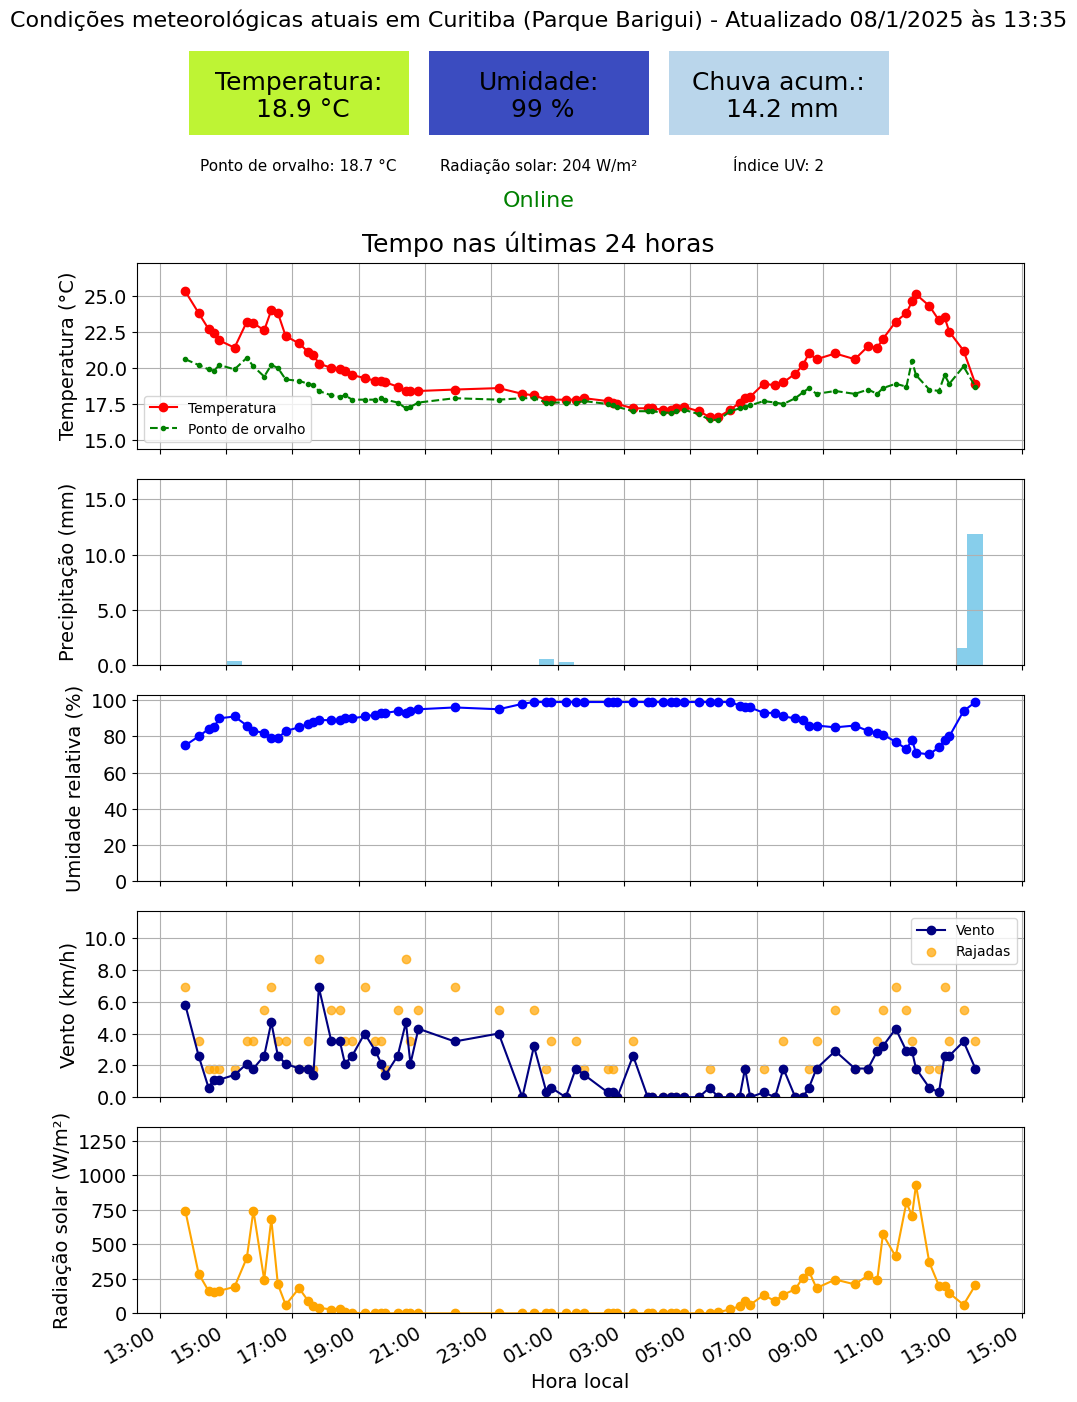 Condições meteorológicas atuais em Curitiba (Parque Barigui) - Atualizado 08/1/2025 às 13:35
Temperatura:
18.9 °C
Umidade:
99 %
Chuva acum.:
14.2 mm
Ponto de orvalho: 18.7 °C
Radiação solar: 204 W/m²
Índice UV: 2
Online
Tempo nas últimas 24 horas
Temperatura (°C)
25.0
22.5
20.0
17.5
15.0
Temperatura
Ponto de orvalho
Precipitação (mm)
15.0
10.0
5.0
0.0
Umidade relativa (%)
100
80
60
40
20
0
Vento (km/h)
10.0
8.0
6.0
4.0
2.0
0.0
Vento
Rajadas
Radiação solar (W/m²)
1250
1000
750
500
250
0
13:00
15:00
17:00
19:00
21:00
23:00
01:00
03:00
05:00
07:00
09:00
11:00
13:00
15:00
Hora local